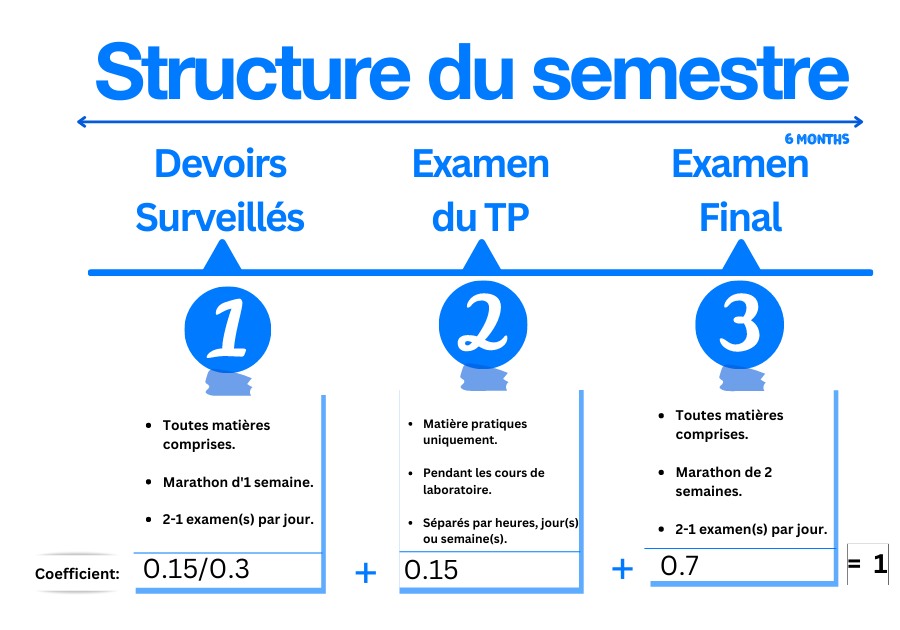 Structure du semestre
6 MONTHS
Devoirs
Surveillés
Examen
du TP
Examen
Final
1
2
3
Toutes matières
comprises.
Marathon d'1 semaine.
2-1 examen(s) par jour.
Matière pratiques
uniquement.
Pendant les cours de
laboratoire.
Séparés par heures, jour(s)
ou semaine(s).
Toutes matières
comprises.
Marathon de 2
semaines.
2-1 examen(s) par jour.
Coefficient: 0.15/0.3 + 0.15 + 0.7 = 1